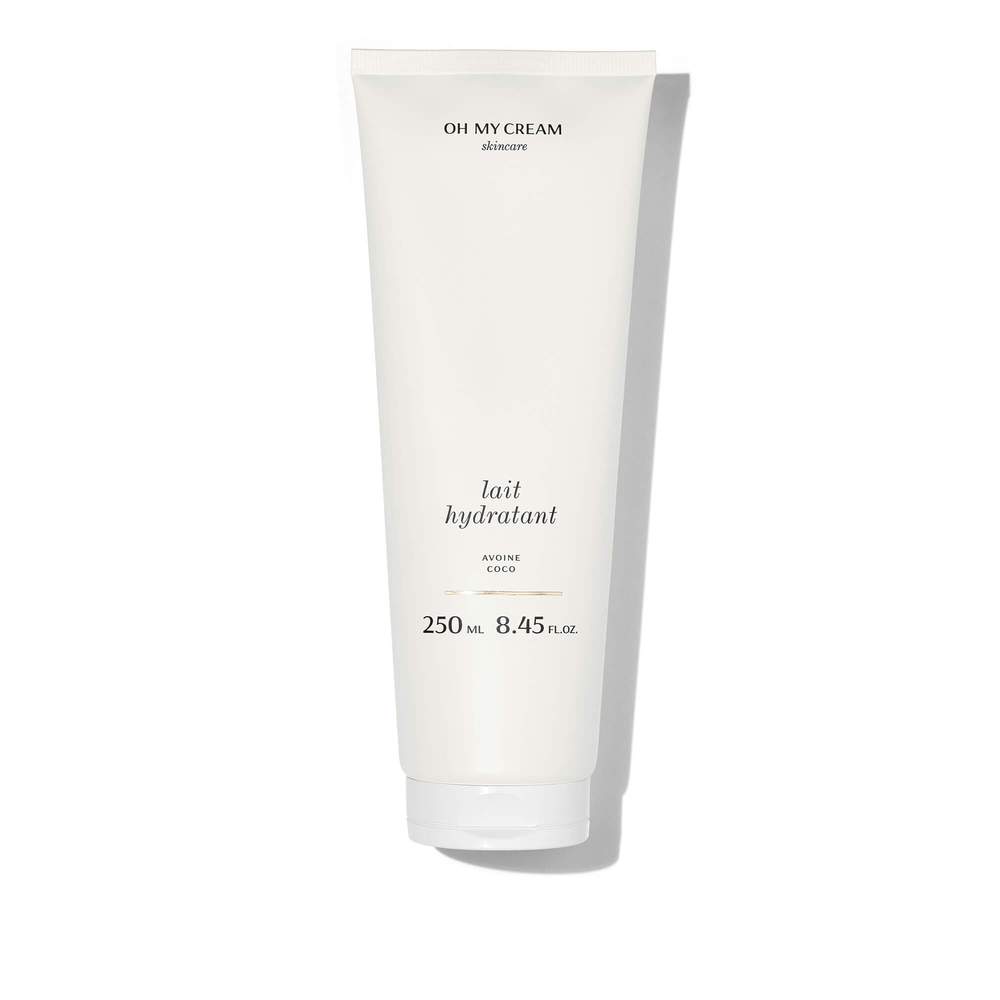 OH MY CREAM
skincare
lait
hydratant
AVOINE
COCO
250 ML 8.45 FL.OZ.